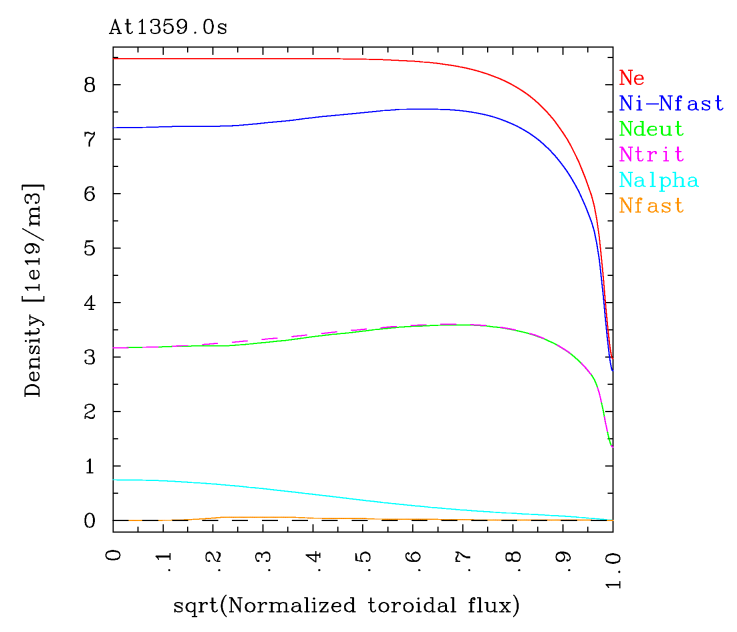 At1359.0s
8
7
6
5
4
3
2
1
0
Density [1e19/m3]
Ne
Ni-Nfast
Ndeut
Ntrit
Nalpha
Nfast
0 .1 .2 .3 .4 .5 .6 .7 .8 .9 1.0
sqrt(Normalized toroidal flux)